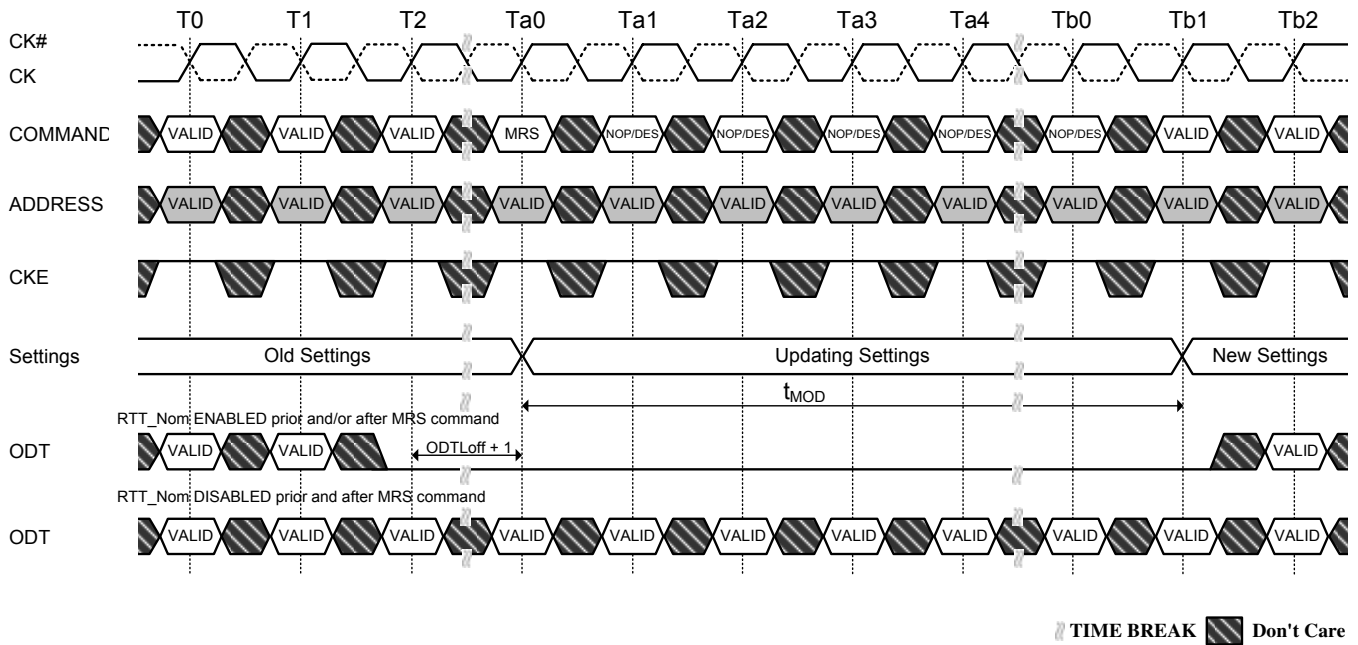 T0 T1 T2 Ta0 Ta1 Ta2 Ta3 Ta4 Tb0 Tb1 Tb2
CK#
CK
COMMAND VALID VALID VALID MRS NOP/DES NOP/DES NOP/DES NOP/DES NOP/DES VALID VALID
ADDRESS VALID VALID VALID VALID VALID VALID VALID VALID VALID VALID VALID
CKE
Settings Old Settings Updating Settings New Settings
tMOD
RTT_Nom ENABLED prior and/or after MRS command
ODT VALID VALID ODTLoff + 1 VALID
RTT_Nom DISABLED prior and after MRS command
ODT VALID VALID VALID VALID VALID VALID VALID VALID VALID VALID VALID
TIME BREAK Don't Care